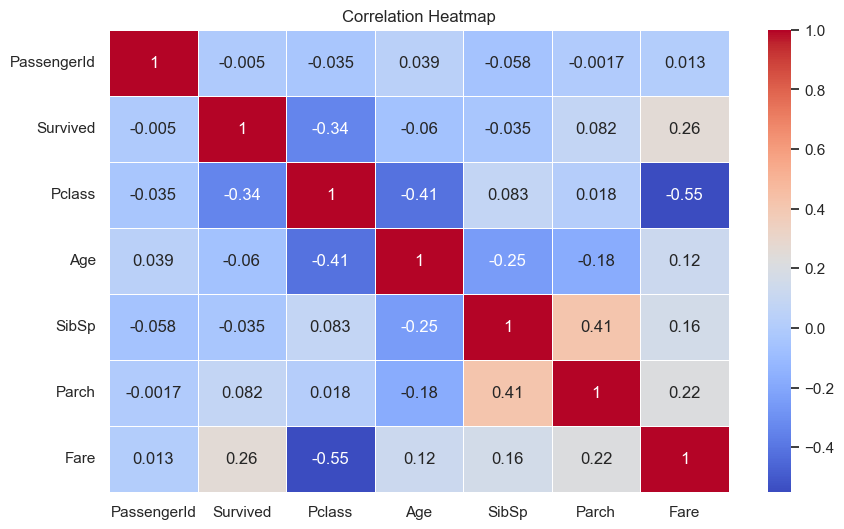 Correlation Heatmap
PassengerId 1 -0.005 -0.035 0.039 -0.058 -0.0017 0.013
Survived -0.005 1 -0.34 -0.06 -0.035 0.082 0.26
Pclass -0.035 -0.34 1 -0.41 0.083 0.018 -0.55
Age 0.039 -0.06 -0.41 1 -0.25 -0.18 0.12
SibSp -0.058 -0.035 0.083 -0.25 1 0.41 0.16
Parch -0.0017 0.082 0.018 -0.18 0.41 1 0.22
Fare 0.013 0.26 -0.55 0.12 0.16 0.22 1
PassengerId Survived Pclass Age SibSp Parch Fare
1.0
0.8
0.6
0.4
0.2
0.0
−0.2
−0.4